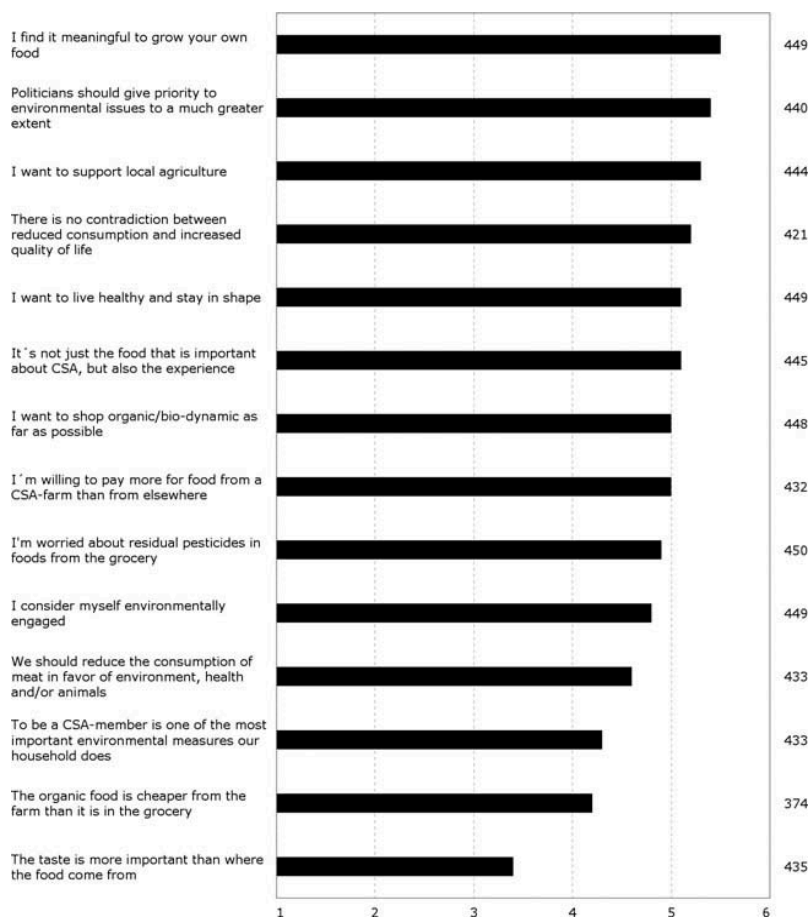 I find it meaningful to grow your own
food
449
Politicians should give priority to
environmental issues to a much greater
extent
440
I want to support local agriculture
444
There is no contradiction between
reduced consumption and increased
quality of life
421
I want to live healthy and stay in shape
449
It´s not just the food that is important
about CSA, but also the experience
445
I want to shop organic/bio-dynamic as
far as possible
448
I´m willing to pay more for food from a
CSA-farm than from elsewhere
432
I'm worried about residual pesticides in
foods from the grocery
450
I consider myself environmentally
engaged
449
We should reduce the consumption of
meat in favor of environment, health
and/or animals
433
To be a CSA-member is one of the most
important environmental measures our
household does
433
The organic food is cheaper from the
farm than it is in the grocery
374
The taste is more important than where
the food come from
435
1 2 3 4 5 6